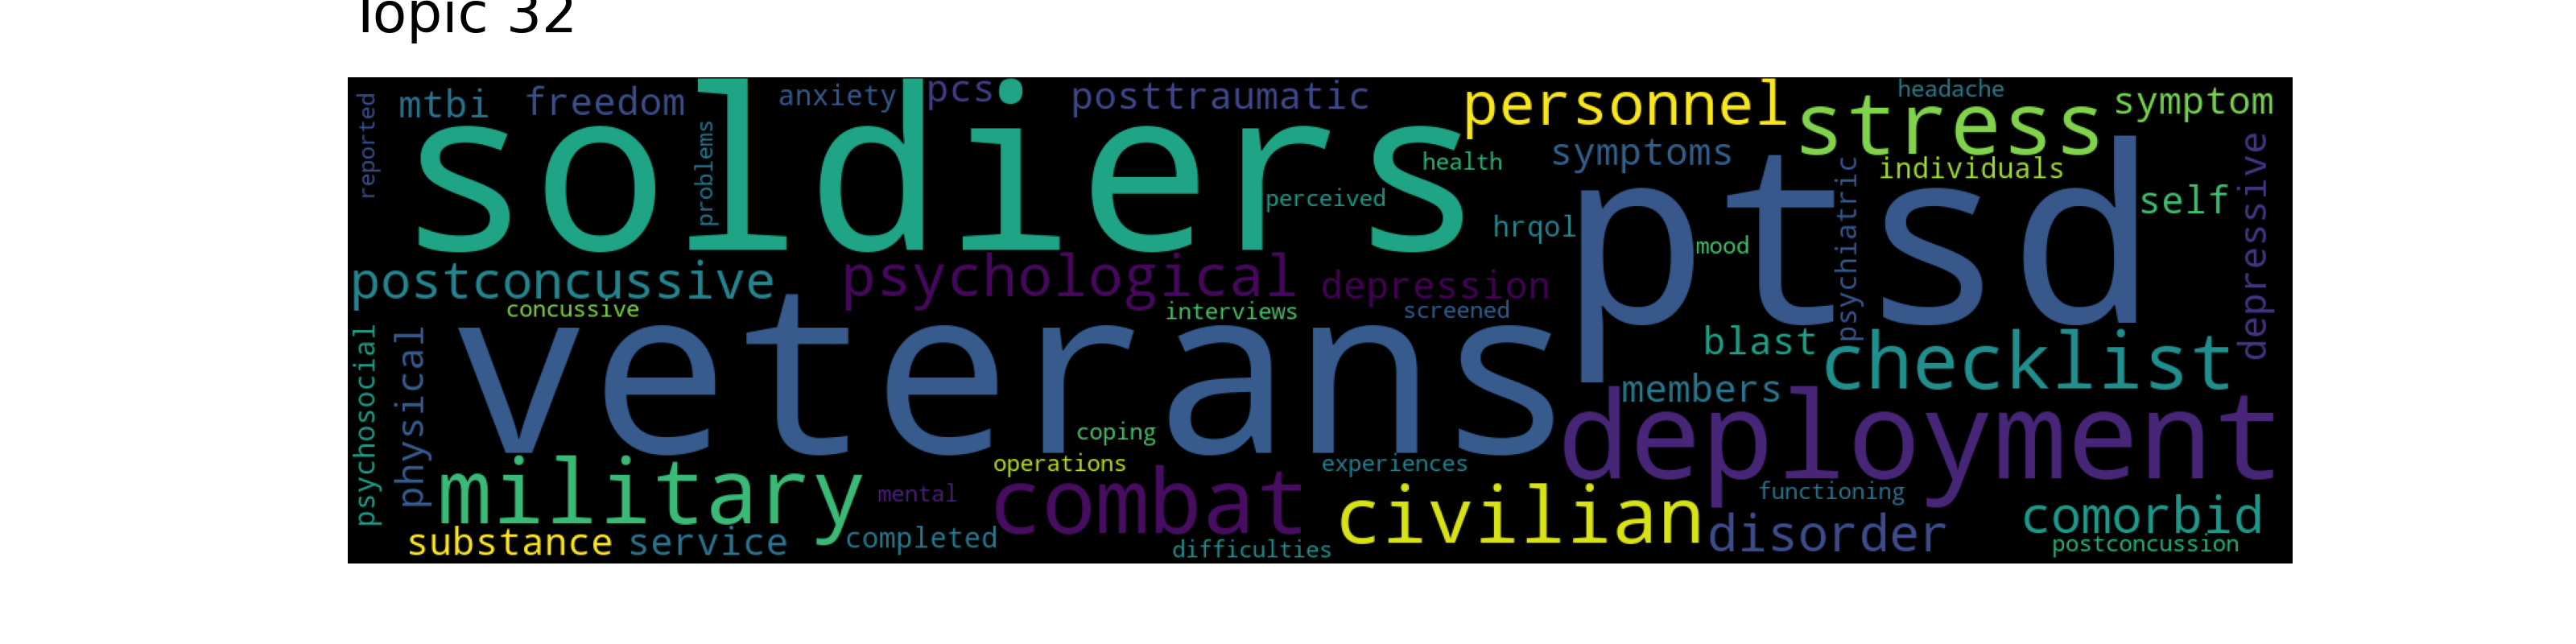 Topic 32
reported
mtbi
freedom
anxiety
pcs
posttraumatic
personnel
stress
headache
symptom
soldiers
problems
health
symptoms
individuals
perceived
hrqol
ptsd
mood
psychiatric
self
depressive
postconcussive
psychological
depression
concussive
interviews
screened
veterans
blast
checklist
members
psychosocial
physical
coping
deployment
military
operations
experiences
mental
combat
civilian
functioning
disorder
comorbid
substance
service
completed
difficulties
postconcussion